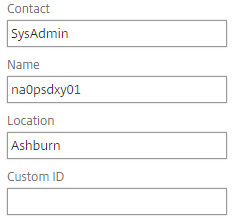 Contact
SysAdmin
Name
na0psdxy01
Location
Ashburn
Custom ID